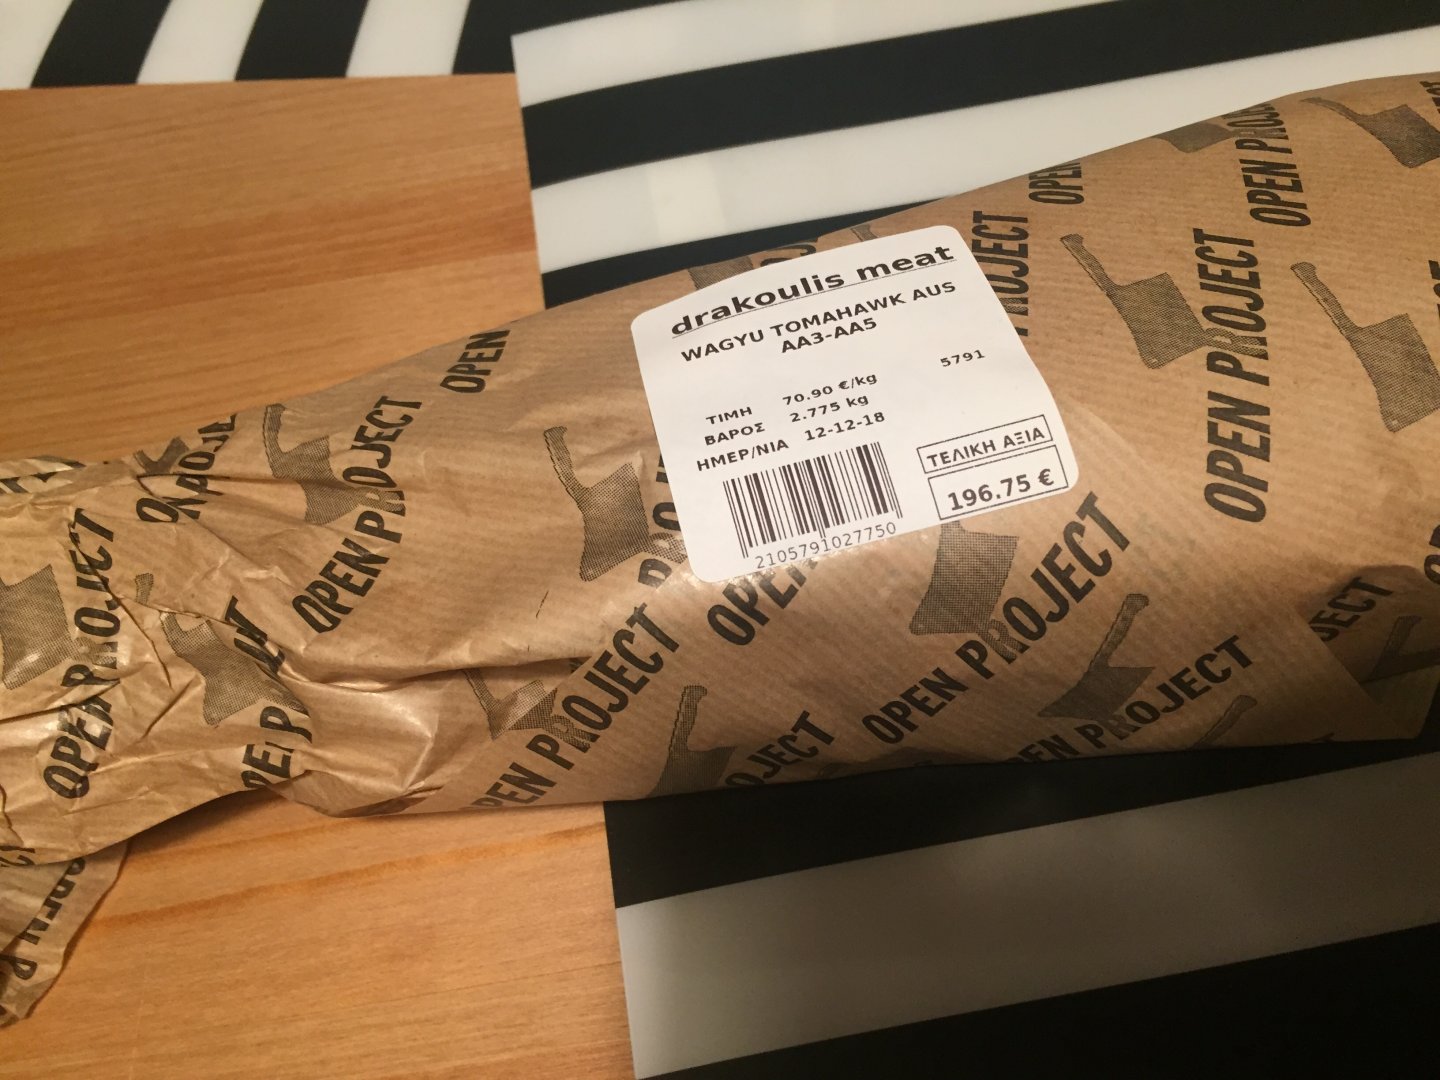 drakoulis meat
WAGYU TOMAHAWK AUS
AA3-AA5
5791
ΤΙΜΗ 70.90 €/kg
ΒΑΡΟΣ 2.775 kg
ΗΜΕΡ/ΝΙΑ 12-12-18
2105791027750
ΤΕΛΙΚΗ ΑΞΙΑ
196.75 €
OPEN
OPEN PROJECT
OPEN PROJECT
OPEN PROJECT
OPEN PROJECT
OPEN PROJECT
OPEN PROJECT
OPEN PROJECT
OPEN
PROJECT